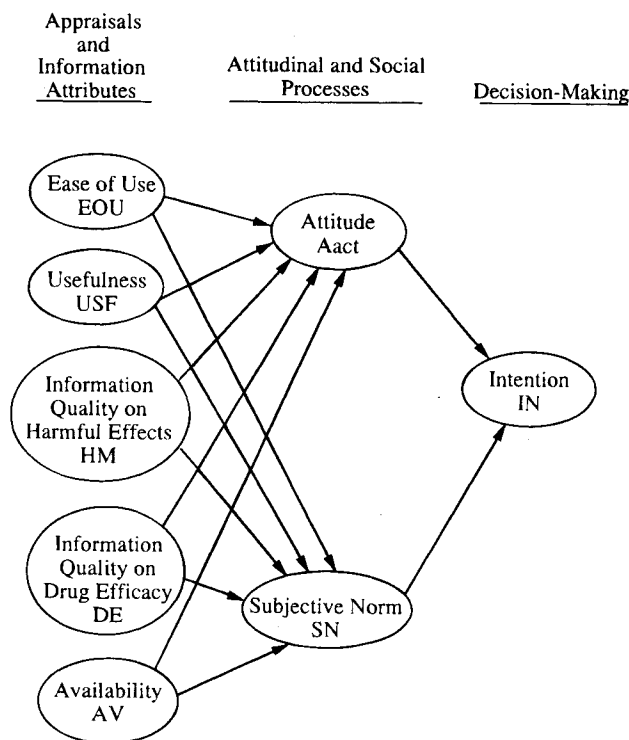 Appraisals
and
Information
Attributes
Attitudinal and Social
Processes
Decision-Making
Ease of Use
EOU
Usefulness
USF
Information
Quality on
Harmful Effects
HM
Information
Quality on
Drug Efficacy
DE
Availability
AV
Attitude
Aact
Subjective Norm
SN
Intention
IN